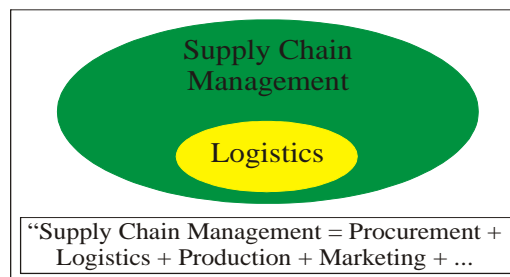 Supply Chain
Management
Logistics
“Supply Chain Management = Procurement +
Logistics + Production + Marketing + ...